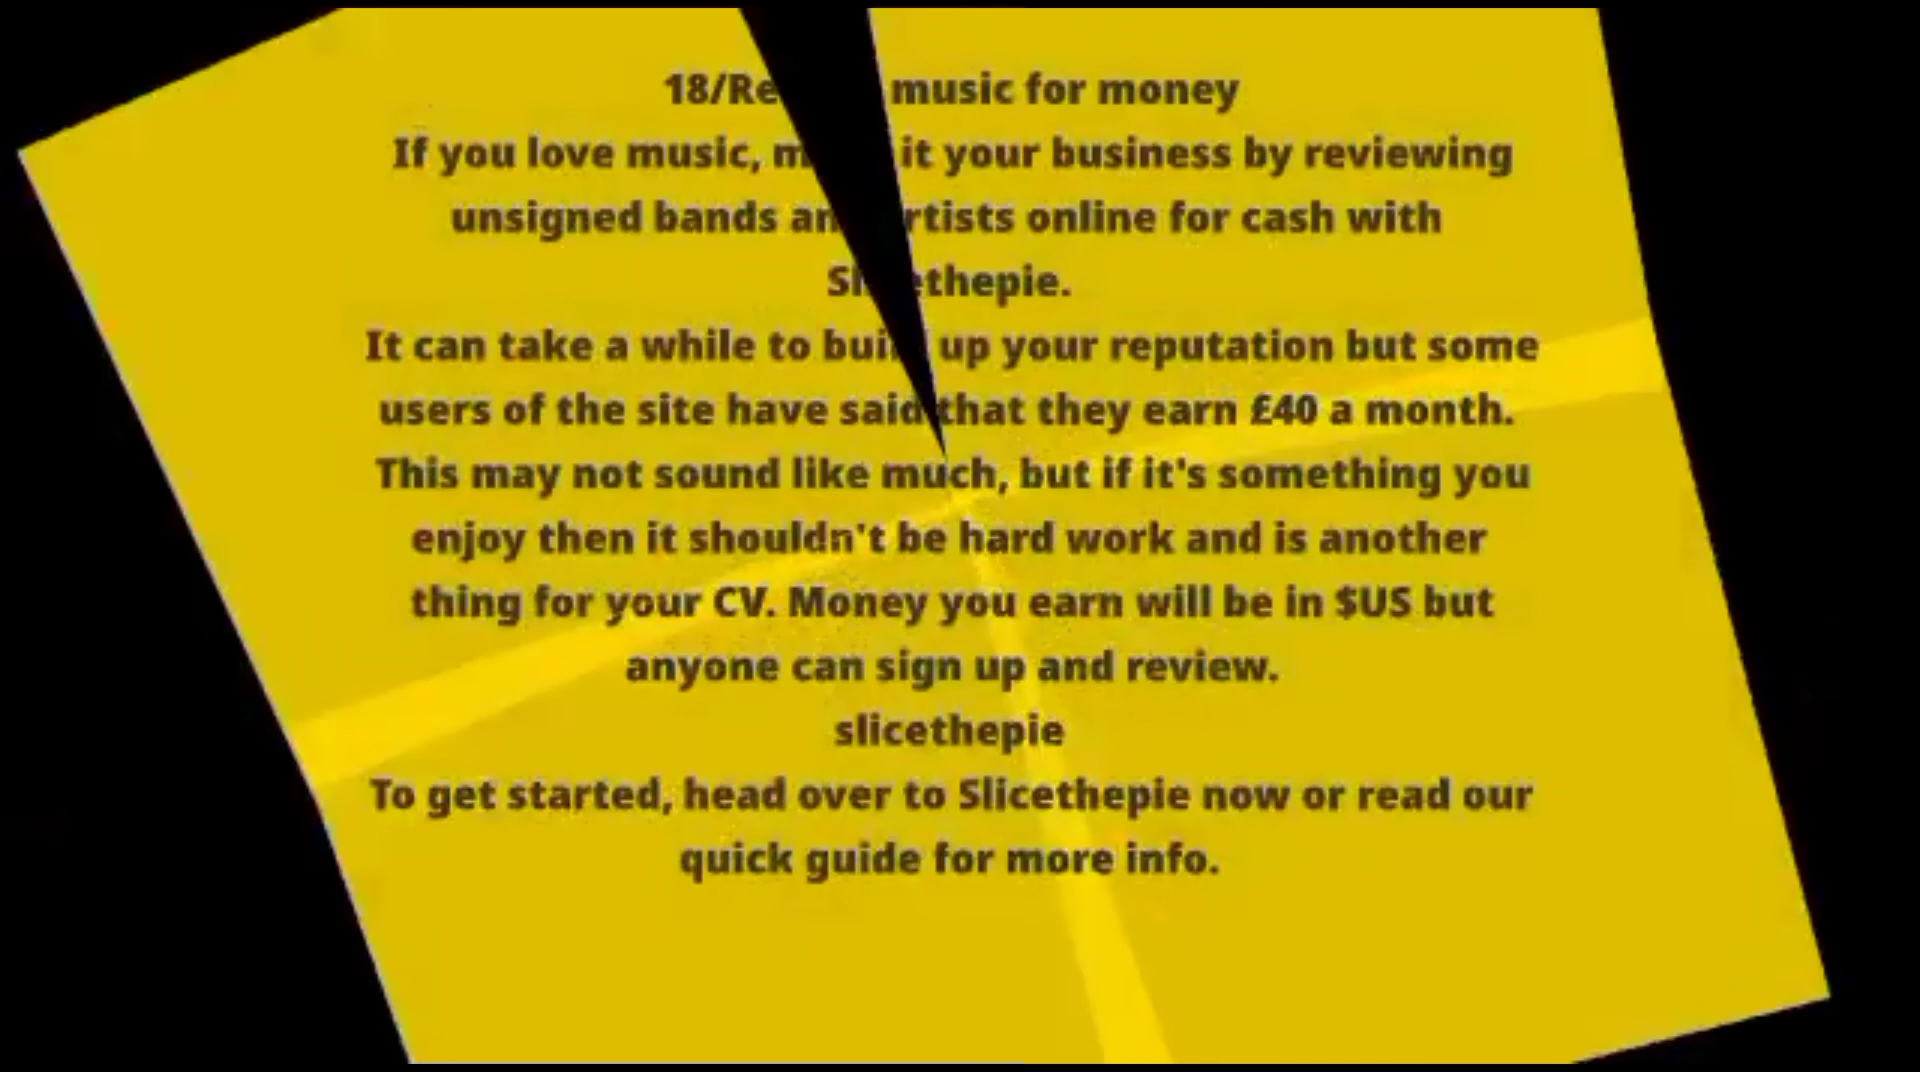 18/Re music for money
If you love music, m it your business by reviewing
unsigned bands an rtists online for cash with
Sl ethepie.
It can take a while to buil up your reputation but some
users of the site have said that they earn £40 a month.
This may not sound like much, but if it's something you
enjoy then it shouldn't be hard work and is another
thing for your CV. Money you earn will be in $US but
anyone can sign up and review.
slicethepie
To get started, head over to Slicethepie now or read our
quick guide for more info.